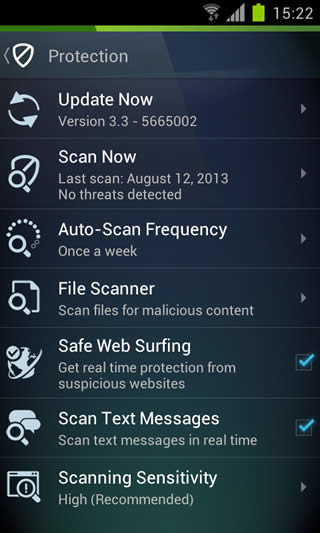 15:22
Protection
Update Now
Version 3.3 - 5665002
Scan Now
Last scan: August 12, 2013
No threats detected
Auto-Scan Frequency
Once a week
File Scanner
Scan files for malicious content
Safe Web Surfing
Get real time protection from
suspicious websites
Scan Text Messages
Scan text messages in real time
Scanning Sensitivity
High (Recommended)